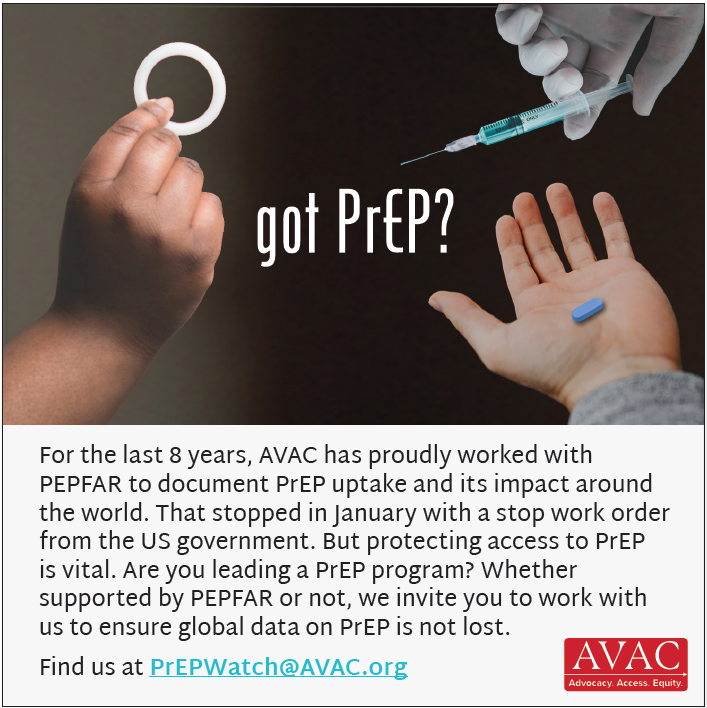 got PrEP?
For the last 8 years, AVAC has proudly worked with
PEPFAR to document PrEP uptake and its impact around
the world. That stopped in January with a stop work order
from the US government. But protecting access to PrEP
is vital. Are you leading a PrEP program? Whether
supported by PEPFAR or not, we invite you to work with
us to ensure global data on PrEP is not lost.
Find us at PrEPWatch@AVAC.org
AVAC
Advocacy. Access. Equity.